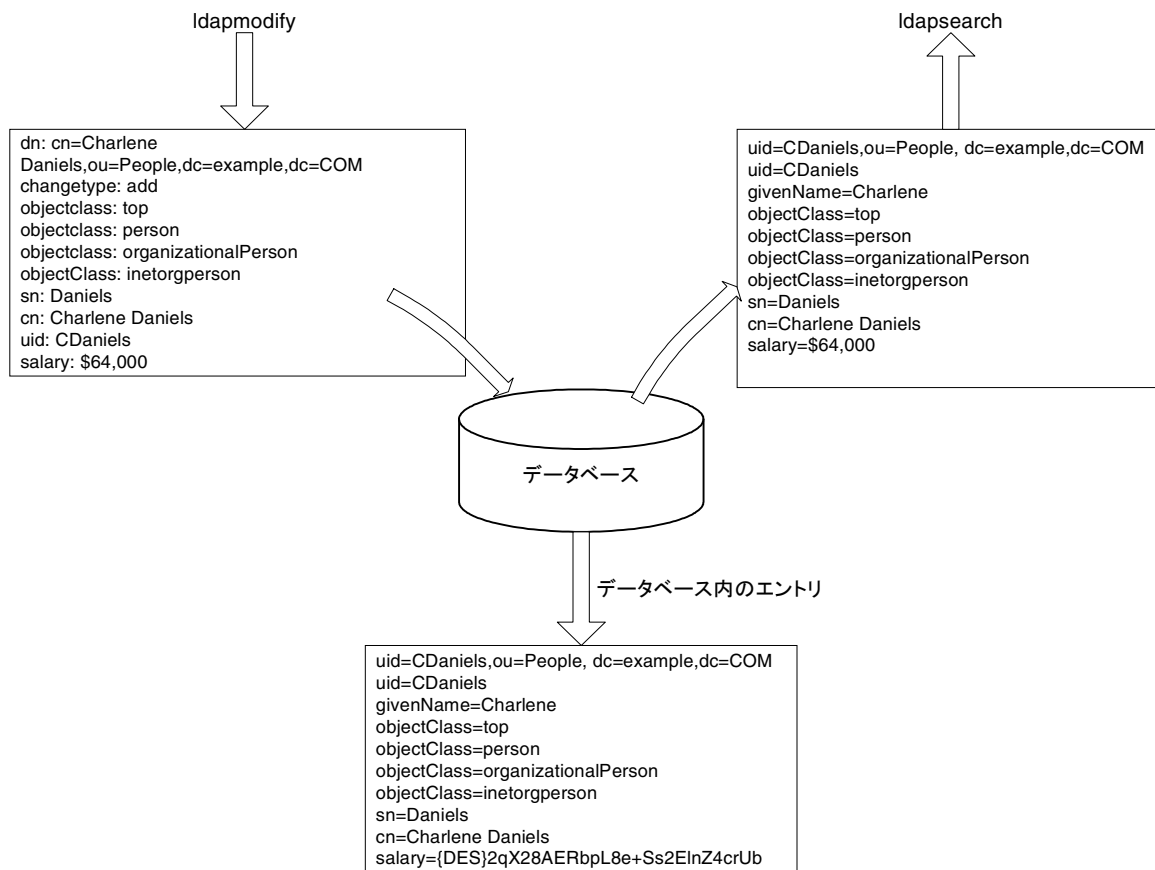 ldapmodify
ldapsearch
dn: cn=Charlene
Daniels,ou=People,dc=example,dc=COM
changetype: add
objectclass: top
objectclass: person
objectclass: organizationalPerson
objectClass: inetorgperson
sn: Daniels
cn: Charlene Daniels
uid: CDaniels
salary: $64,000
uid=CDaniels,ou=People, dc=example,dc=COM
uid=CDaniels
givenName=Charlene
objectClass=top
objectClass=person
objectClass=organizationalPerson
objectClass=inetorgperson
sn=Daniels
cn=Charlene Daniels
salary=$64,000
データベース
データベース内のエントリ
uid=CDaniels,ou=People, dc=example,dc=COM
uid=CDaniels
givenName=Charlene
objectClass=top
objectClass=person
objectClass=organizationalPerson
objectClass=inetorgperson
sn=Daniels
cn=Charlene Daniels
salary={DES}2qX28AERbpL8e+Ss2ElnZ4crUb